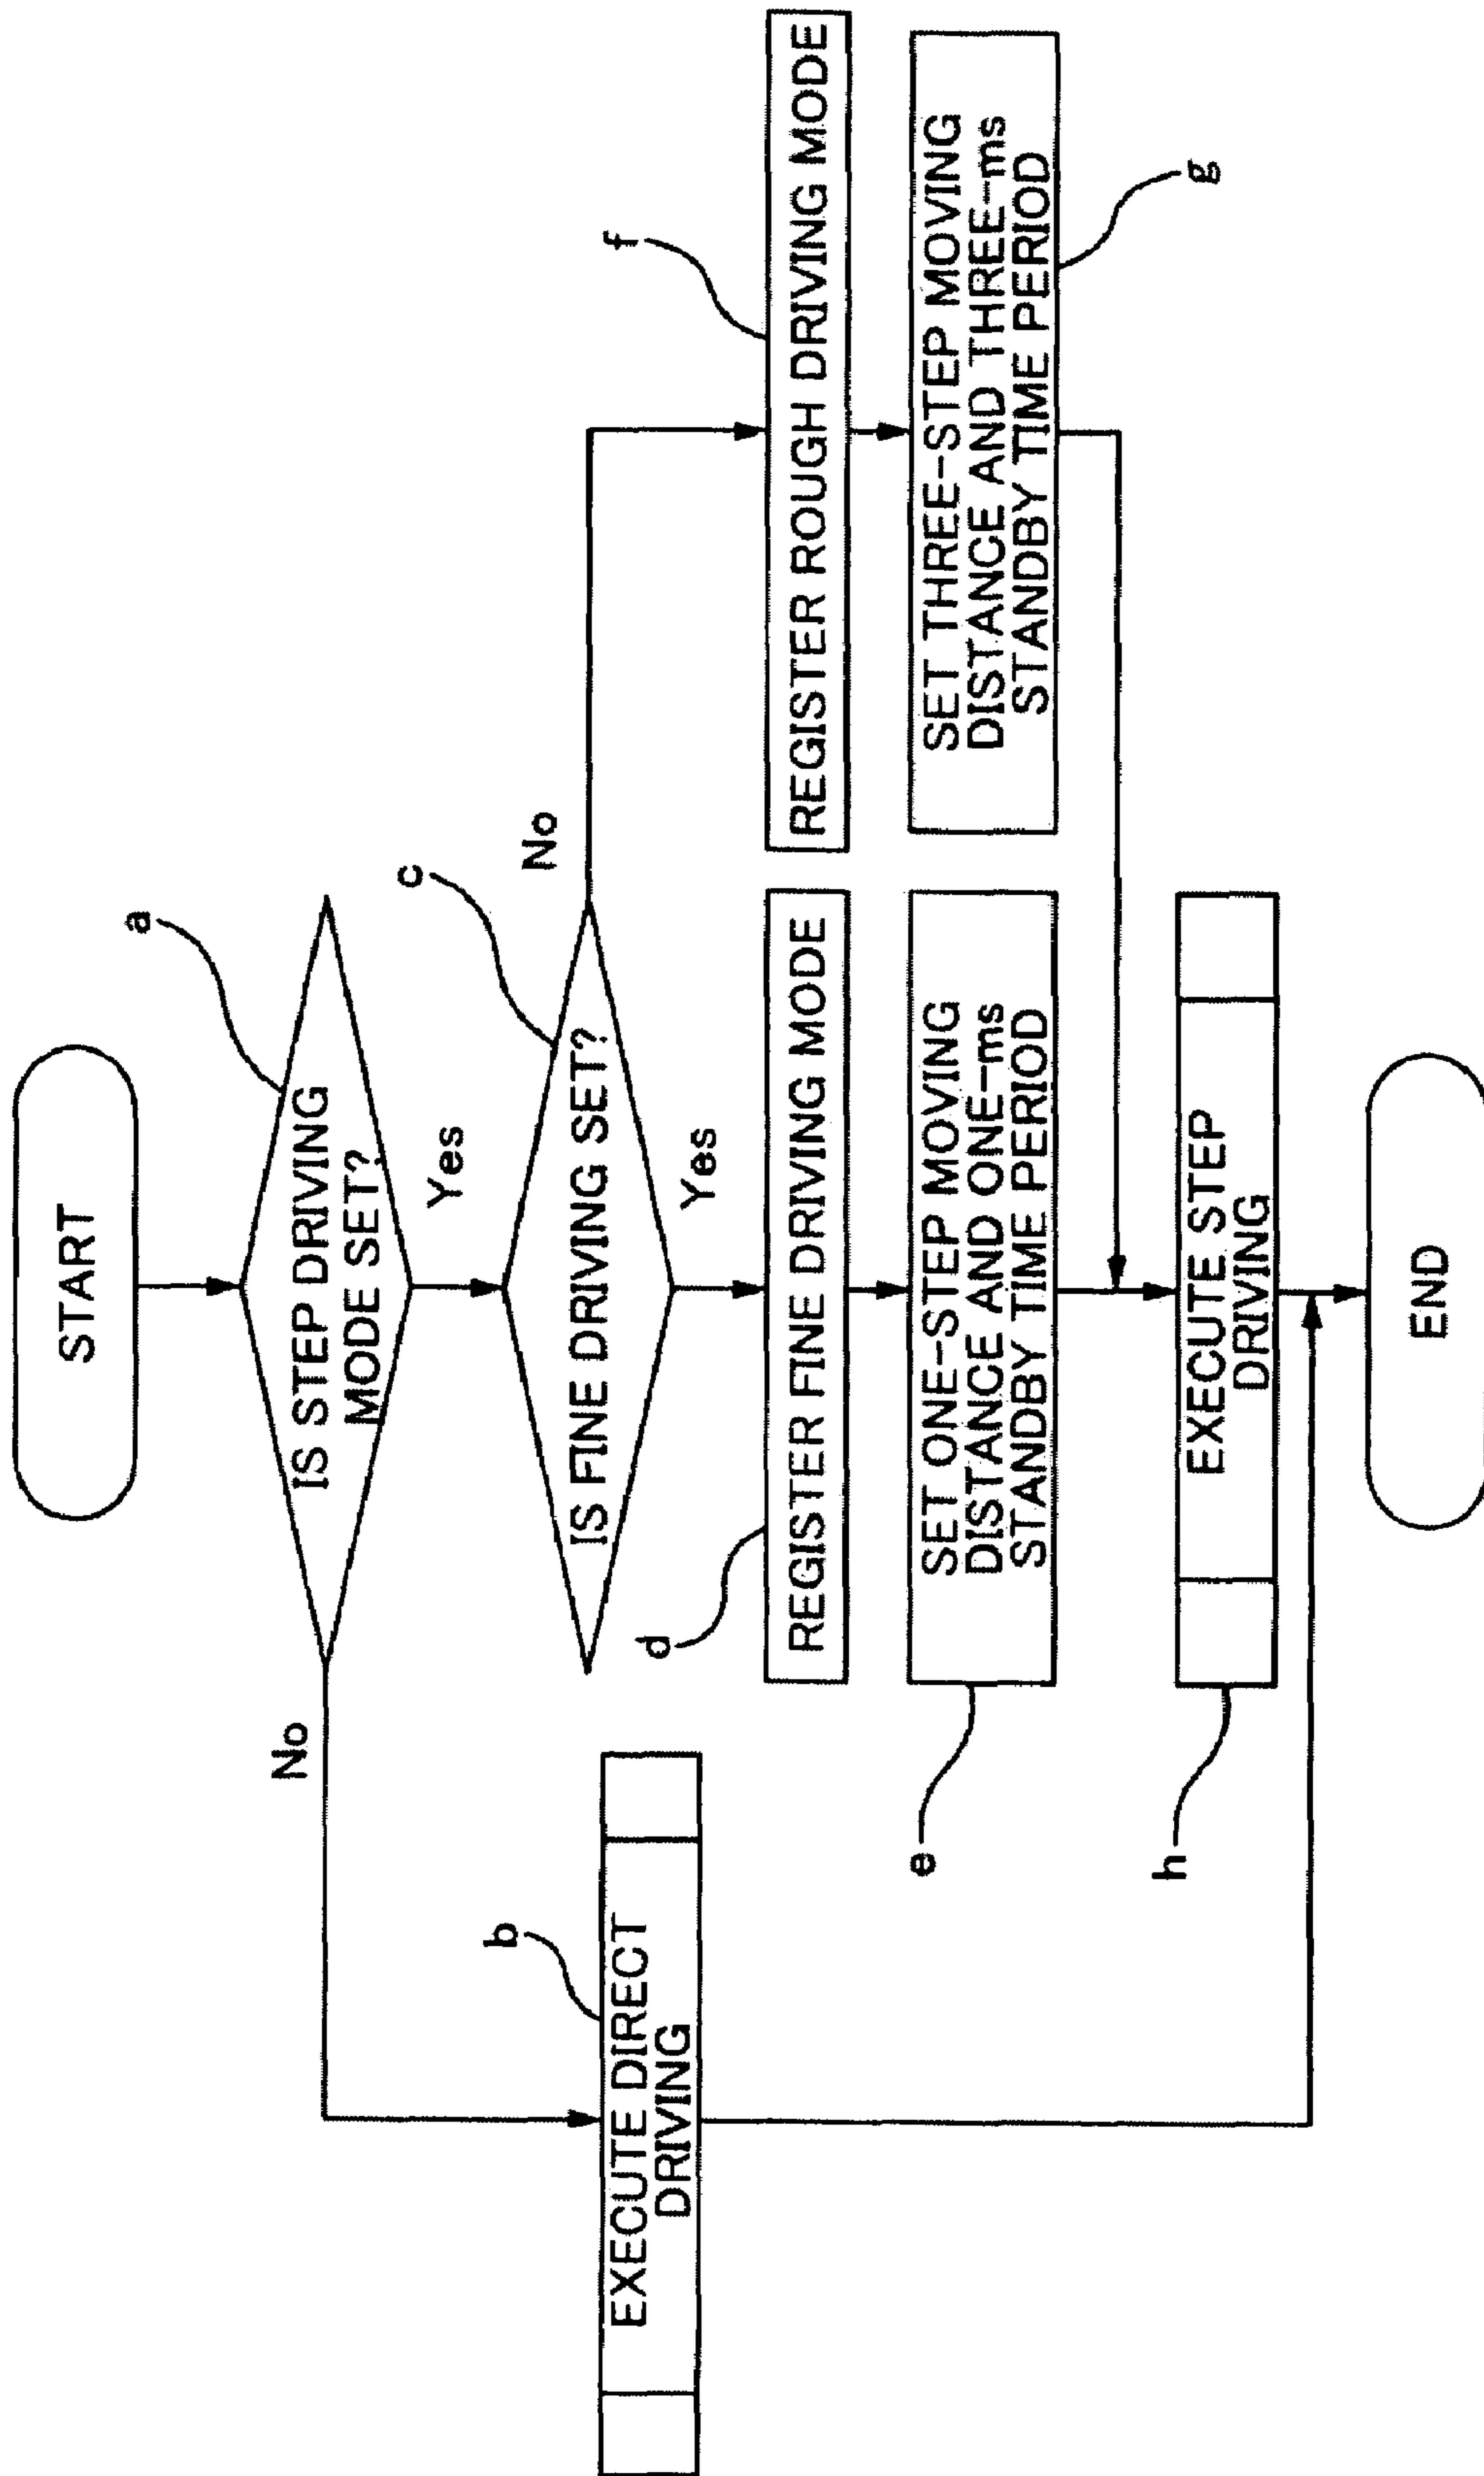 START
a
IS STEP DRIVING
MODE SET?
No
Yes
b
EXECUTE DIRECT
DRIVING
c
IS FINE DRIVING SET?
No
Yes
d
REGISTER FINE DRIVING MODE
f
REGISTER ROUGH DRIVING MODE
e
SET ONE-STEP MOVING
DISTANCE AND ONE-ms
STANDBY TIME PERIOD
g
SET THREE-STEP MOVING
DISTANCE AND THREE-ms
STANDBY TIME PERIOD
h
EXECUTE STEP
DRIVING
END